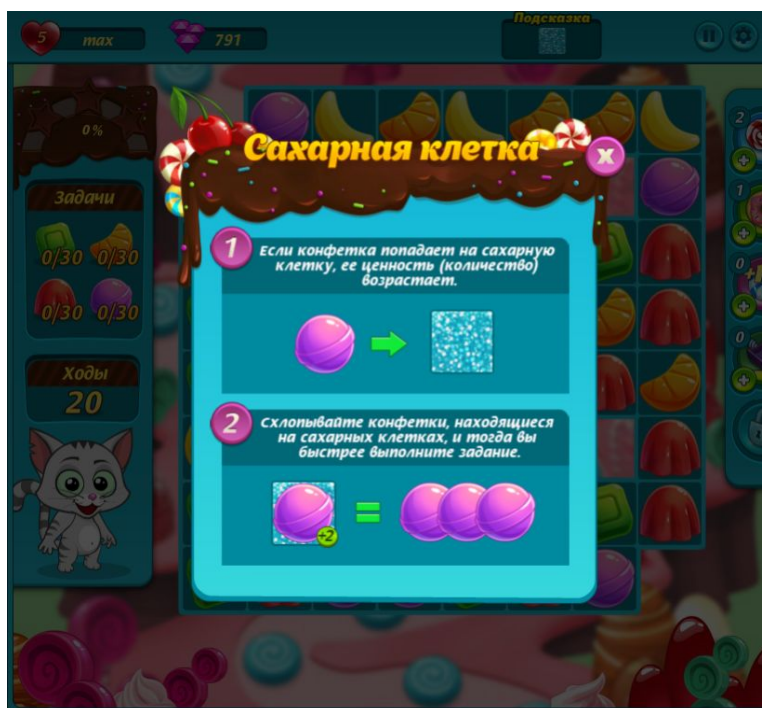 5 max
791
Подсказка
0%
Задачи
0/30 0/30
0/30 0/30
Ходы
20
Сахарная клетка
X
1
Если конфетка попадает на сахарную
клетку, ее ценность (количество)
возрастает.
2
Схлопывайте конфетки, находящиеся
на сахарных клетках, и тогда вы
быстрее выполните задание.
+2
=
2
+
1
+
0
+
0
+